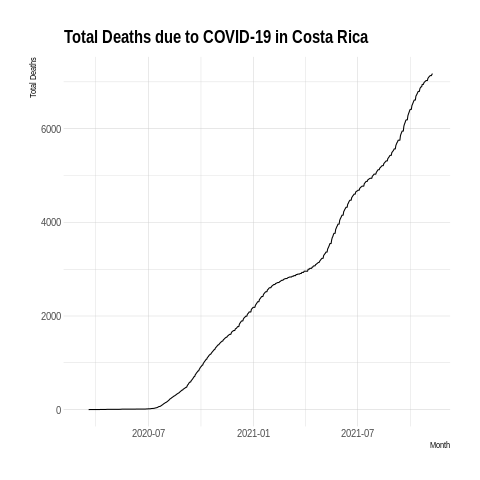 Total Deaths due to COVID-19 in Costa Rica
Total Deaths
6000
4000
2000
0
2020-07 2021-01 2021-07
Month